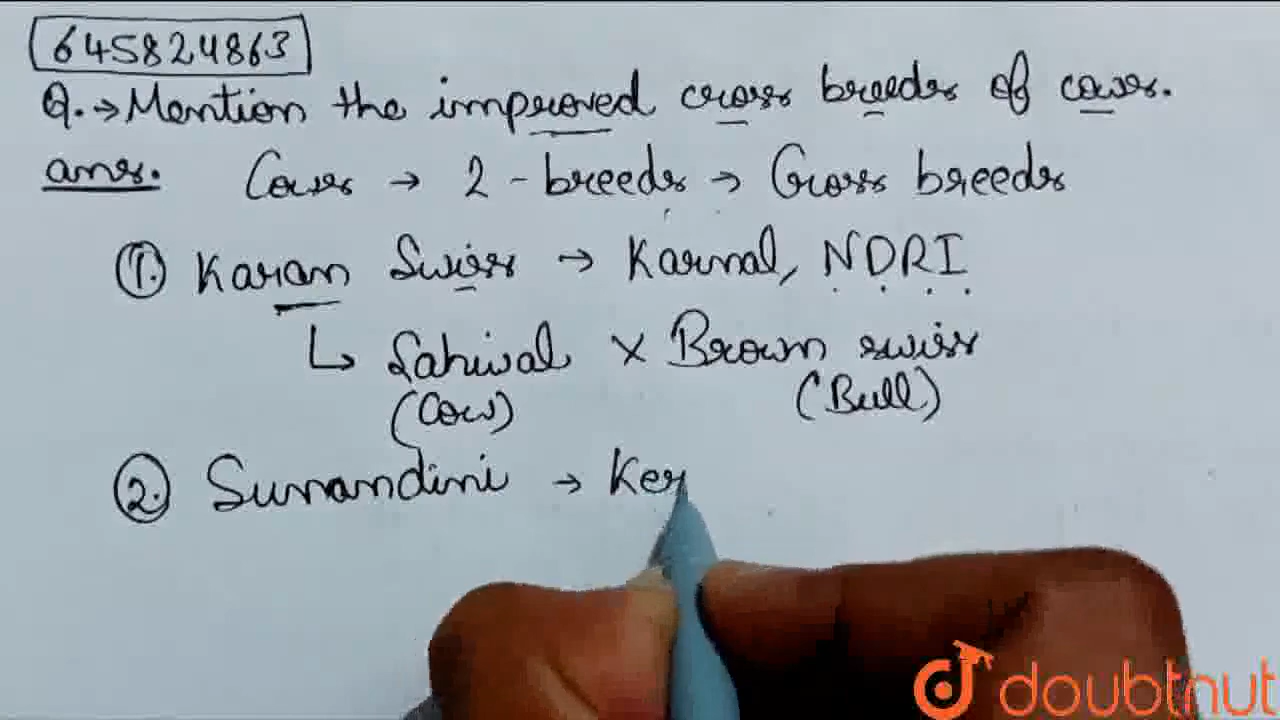 645824863
Q.→ Mention the improved cross breeds of cows.
ans. Cows → 2 - breeds → Cross breeds
1. Karan Swiss → Karnal, NDRI
↳ Sahiwal × Brown swiss
(Cow) (Bull)
2. Sunandini → Ker
doubtnut